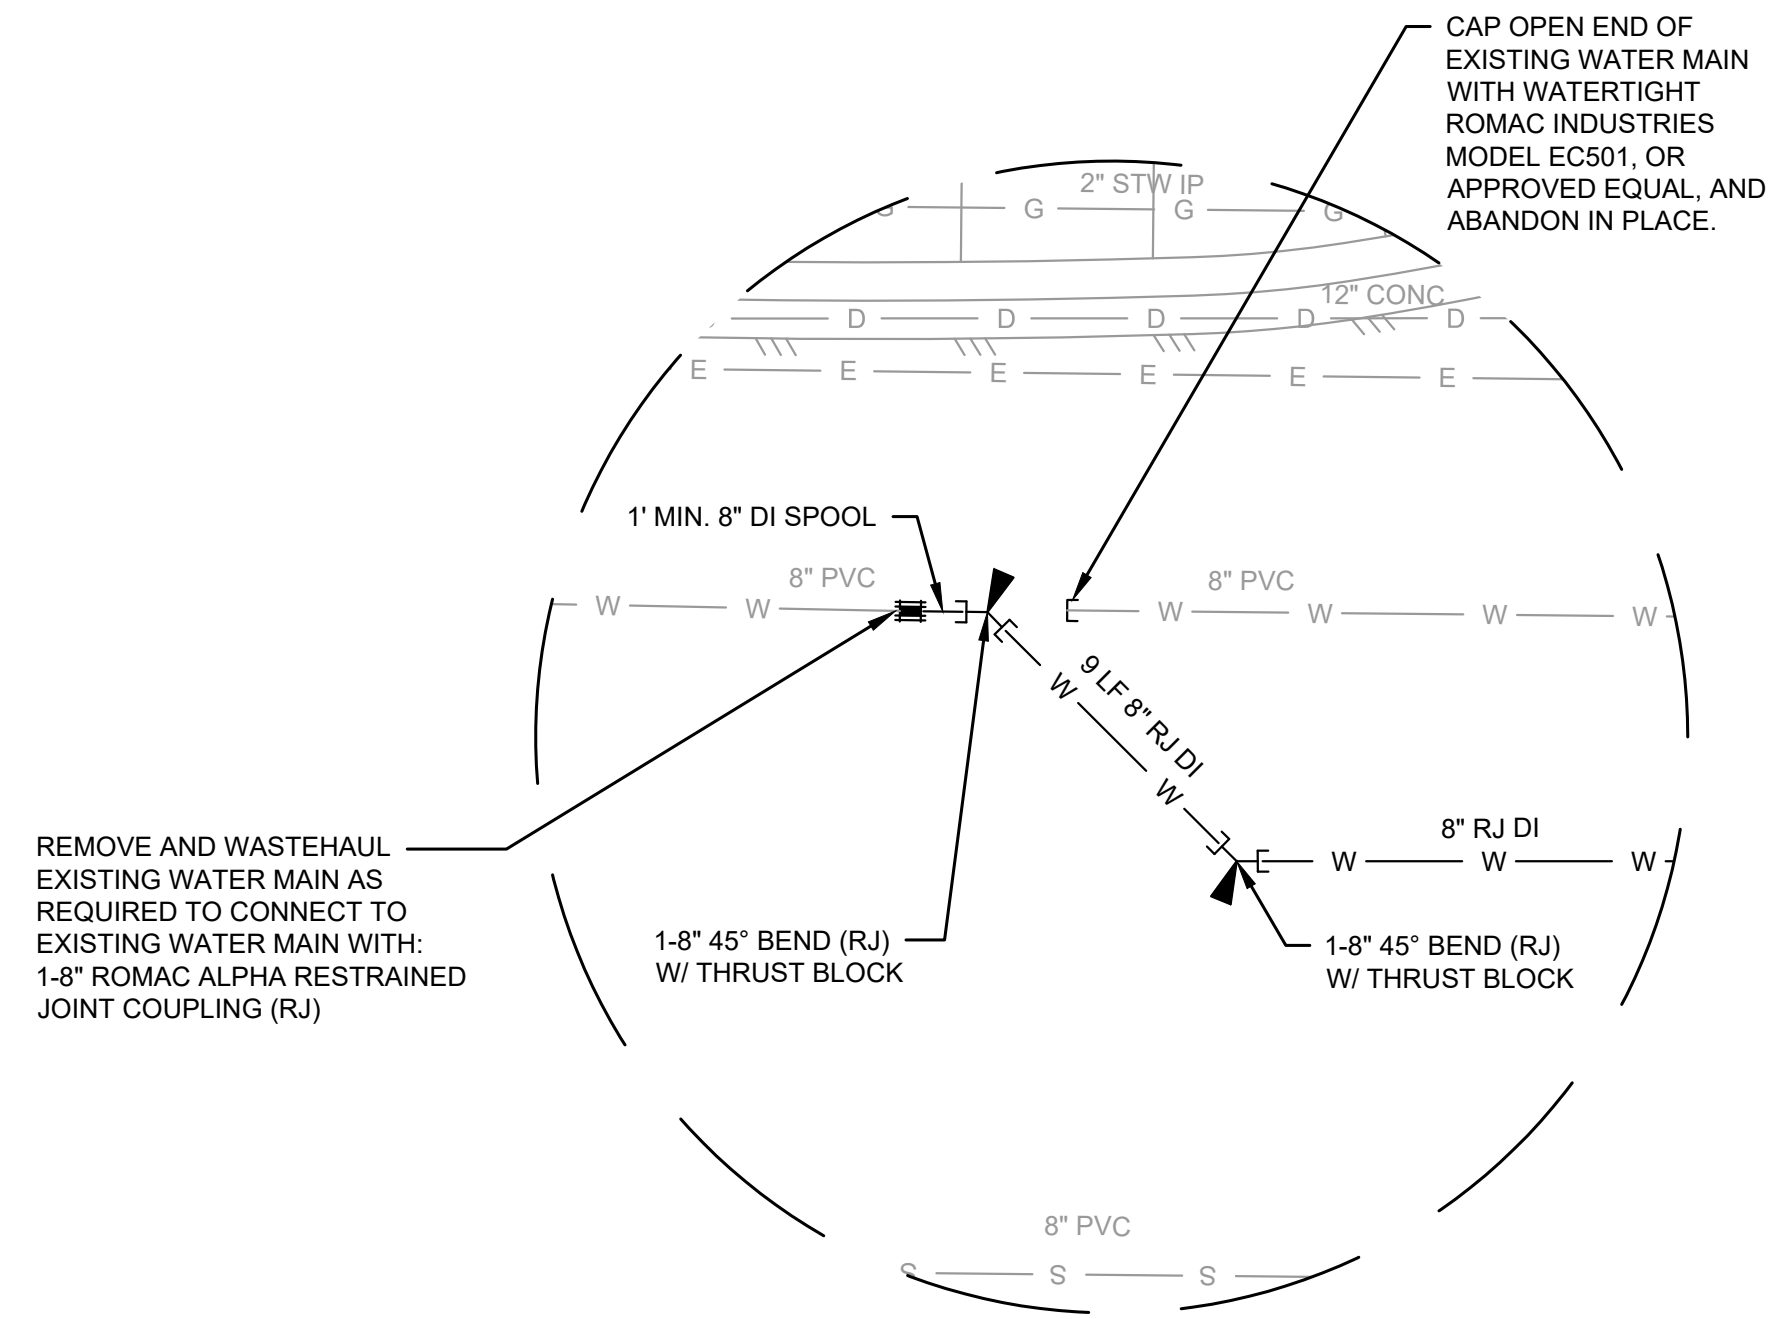 CAP OPEN END OF
EXISTING WATER MAIN
WITH WATERTIGHT
ROMAC INDUSTRIES
MODEL EC501, OR
APPROVED EQUAL, AND
ABANDON IN PLACE.
2" STW IP
G G G G
12" CONC
D D D D D
E E E E E E
1' MIN. 8" DI SPOOL
8" PVC
8" PVC
W W W W W W
9 LF 8" RJ DI
W W
8" RJ DI
W W W
REMOVE AND WASTEHAUL
EXISTING WATER MAIN AS
REQUIRED TO CONNECT TO
EXISTING WATER MAIN WITH:
1-8" ROMAC ALPHA RESTRAINED
JOINT COUPLING (RJ)
1-8" 45° BEND (RJ)
W/ THRUST BLOCK
1-8" 45° BEND (RJ)
W/ THRUST BLOCK
8" PVC
S S S